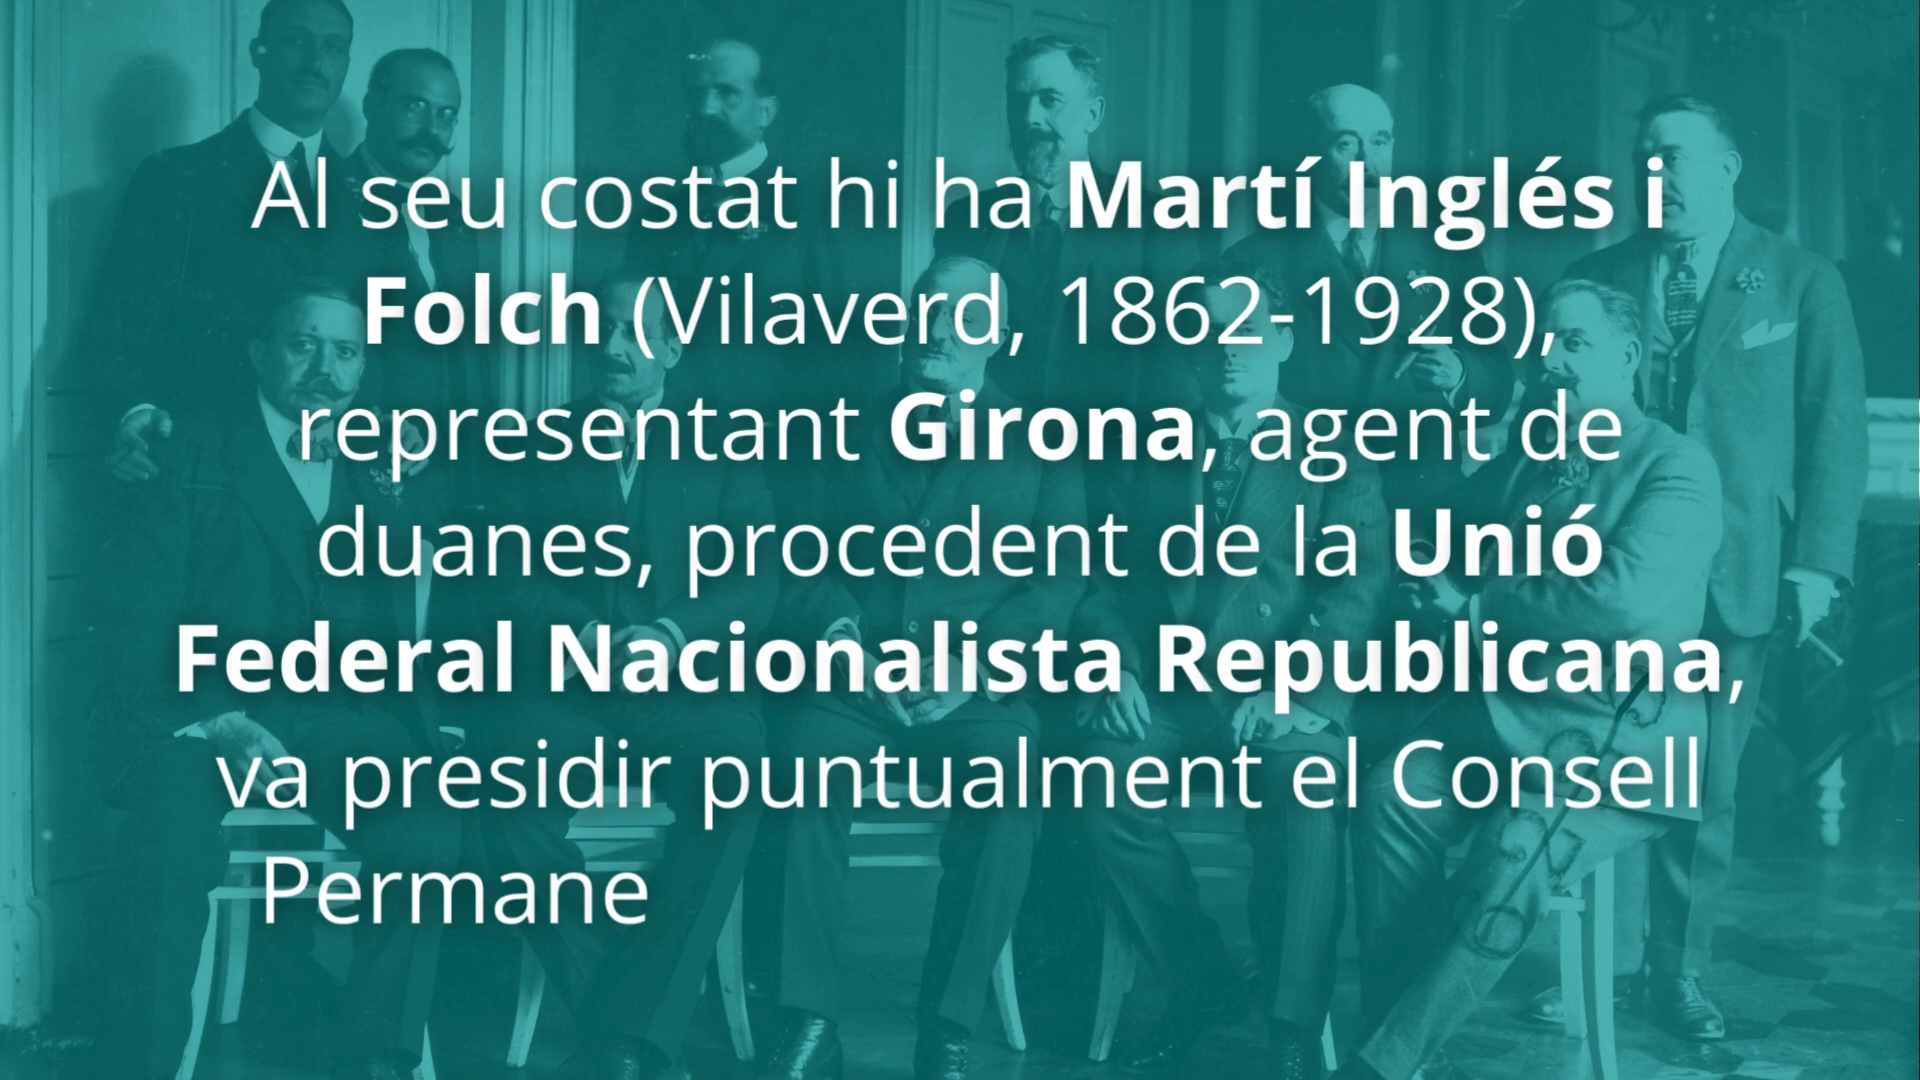 Al seu costat hi ha Martí Inglés i
Folch (Vilaverd, 1862-1928),
representant Girona, agent de
duanes, procedent de la Unió
Federal Nacionalista Republicana,
va presidir puntualment el Consell
Permane